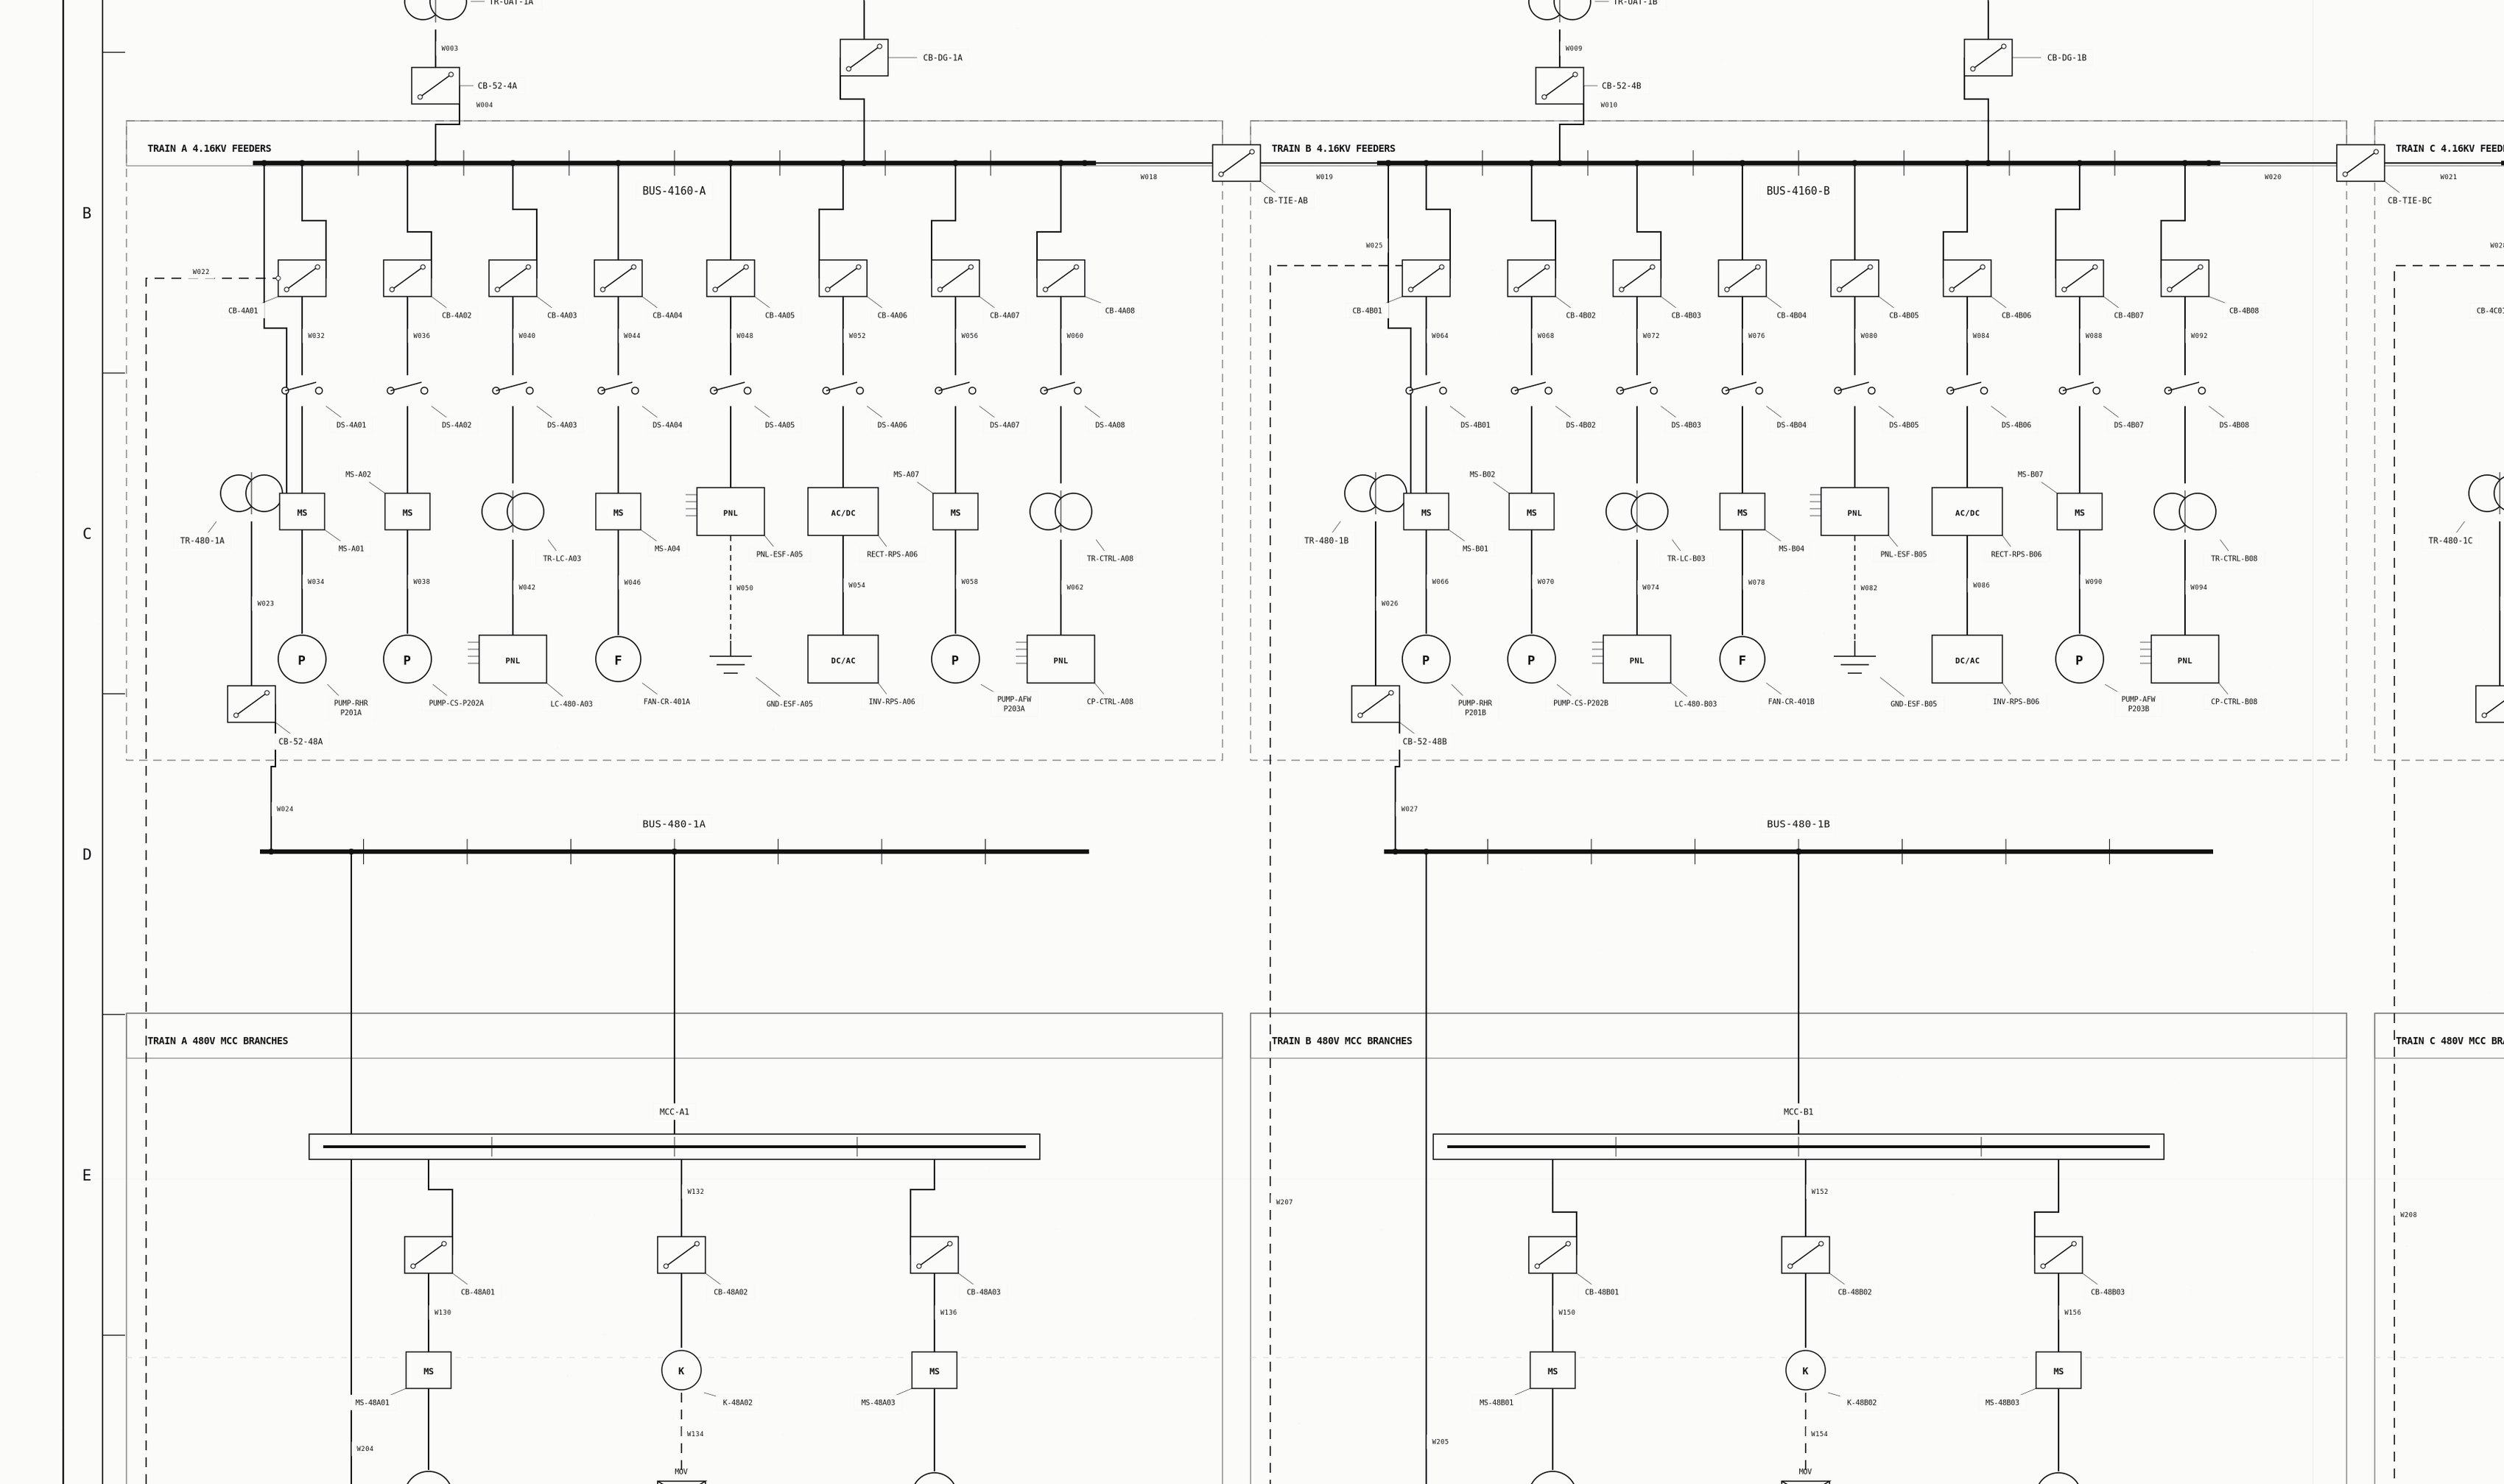 TR-UAT-1A
TR-UAT-1B
W003
W009
CB-DG-1A
CB-DG-1B
CB-52-4A
CB-52-4B
W004
W010
TRAIN A 4.16KV FEEDERS
TRAIN B 4.16KV FEEDERS
W018
W019
W020
W021
BUS-4160-A
BUS-4160-B
CB-TIE-AB
CB-TIE-BC
B
W025
W022
CB-4A01
CB-4A02
CB-4A03
CB-4A04
CB-4A05
CB-4A06
CB-4A07
CB-4A08
CB-4B01
CB-4B02
CB-4B03
CB-4B04
CB-4B05
CB-4B06
CB-4B07
CB-4B08
W032
W036
W040
W044
W048
W052
W056
W060
W064
W068
W072
W076
W080
W084
W088
W092
DS-4A01
DS-4A02
DS-4A03
DS-4A04
DS-4A05
DS-4A06
DS-4A07
DS-4A08
DS-4B01
DS-4B02
DS-4B03
DS-4B04
DS-4B05
DS-4B06
DS-4B07
DS-4B08
MS-A02
MS-A07
MS-B02
MS-B07
MS
MS
MS
PNL
AC/DC
MS
MS
MS
MS
PNL
AC/DC
MS
C
TR-480-1A
MS-A01
TR-LC-A03
MS-A04
PNL-ESF-A05
RECT-RPS-A06
TR-CTRL-A08
TR-480-1B
MS-B01
TR-LC-B03
MS-B04
PNL-ESF-B05
RECT-RPS-B06
TR-CTRL-B08
TR-480-1C
W023
W034
W038
W042
W046
W050
W054
W058
W062
W026
W066
W070
W074
W078
W082
W086
W090
W094
P
P
PNL
F
DC/AC
P
PNL
P
P
PNL
F
DC/AC
P
PNL
PUMP-RHR
P201A
PUMP-CS-P202A
LC-480-A03
FAN-CR-401A
GND-ESF-A05
INV-RPS-A06
PUMP-AFW
P203A
CP-CTRL-A08
PUMP-RHR
P201B
PUMP-CS-P202B
LC-480-B03
FAN-CR-401B
GND-ESF-B05
INV-RPS-B06
PUMP-AFW
P203B
CP-CTRL-B08
CB-52-48A
CB-52-48B
W024
W027
BUS-480-1A
BUS-480-1B
D
TRAIN A 480V MCC BRANCHES
TRAIN B 480V MCC BRANCHES
TRAIN C 480V MCC
MCC-A1
MCC-B1
E
W132
W152
W207
W208
CB-48A01
CB-48A02
CB-48A03
CB-48B01
CB-48B02
CB-48B03
W130
W136
W150
W156
MS
K
MS
MS
K
MS
MS-48A01
K-48A02
MS-48A03
MS-48B01
K-48B02
MS-48B03
W204
W134
W205
W154
MOV
MOV